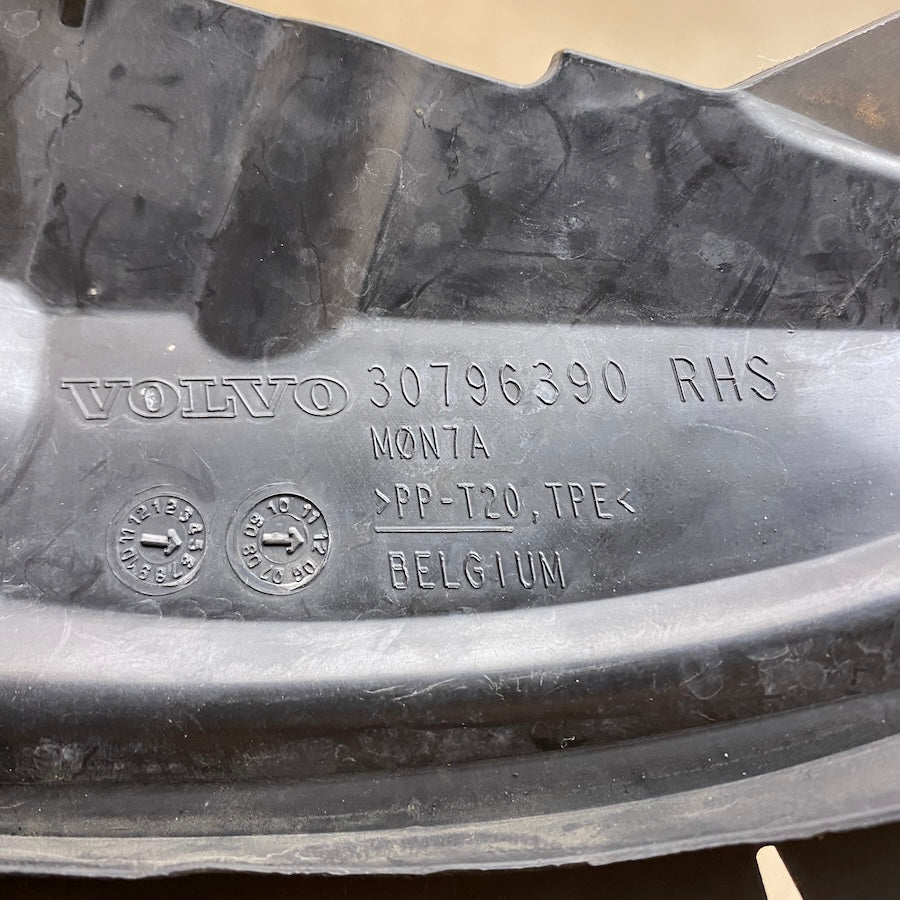 VOLVO 30796390 RHS
MØN7A
>PP-T20,TPE<
BELGIUM